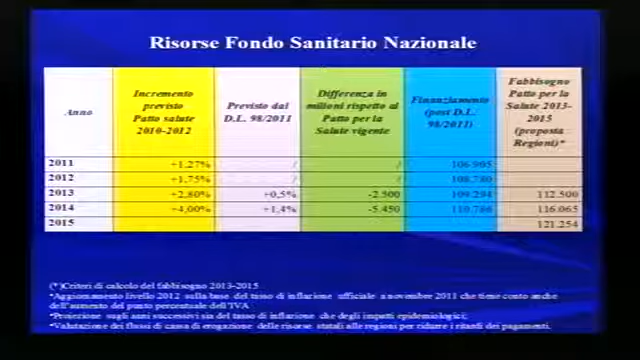 Risorse Fondo Sanitario Nazionale
Anno
Incremento previsto Patto salute 2010-2012
Previsto dal D.L. 98/2011
Differenza in milioni rispetto al Patto per la Salute vigente
Finanziamento (post D.L. 98/2011)
Fabbisogno Patto per la Salute 2013-2015 (proposta Regioni)*
2011 +1,27% / / 106.905
2012 +1,75% / / 108.780
2013 +2,80% +0,5% -2.500 109.294 112.500
2014 +4,00% +1,4% -5.450 110.786 116.065
2015 121.254
(*)Criteri di calcolo del fabbisogno 2013-2015
*Aggiornamento livello 2012 sulla base del tasso di inflazione ufficiale a novembre 2011 che tiene conto anche
dell'aumento del punto percentuale dell'IVA
*Proiezione sugli anni successivi sia del tasso di inflazione che degli impatti epidemiologici;
*Valutazione dei flussi di cassa di erogazione delle risorse statali alle regioni per ridurre i ritardi dei pagamenti.